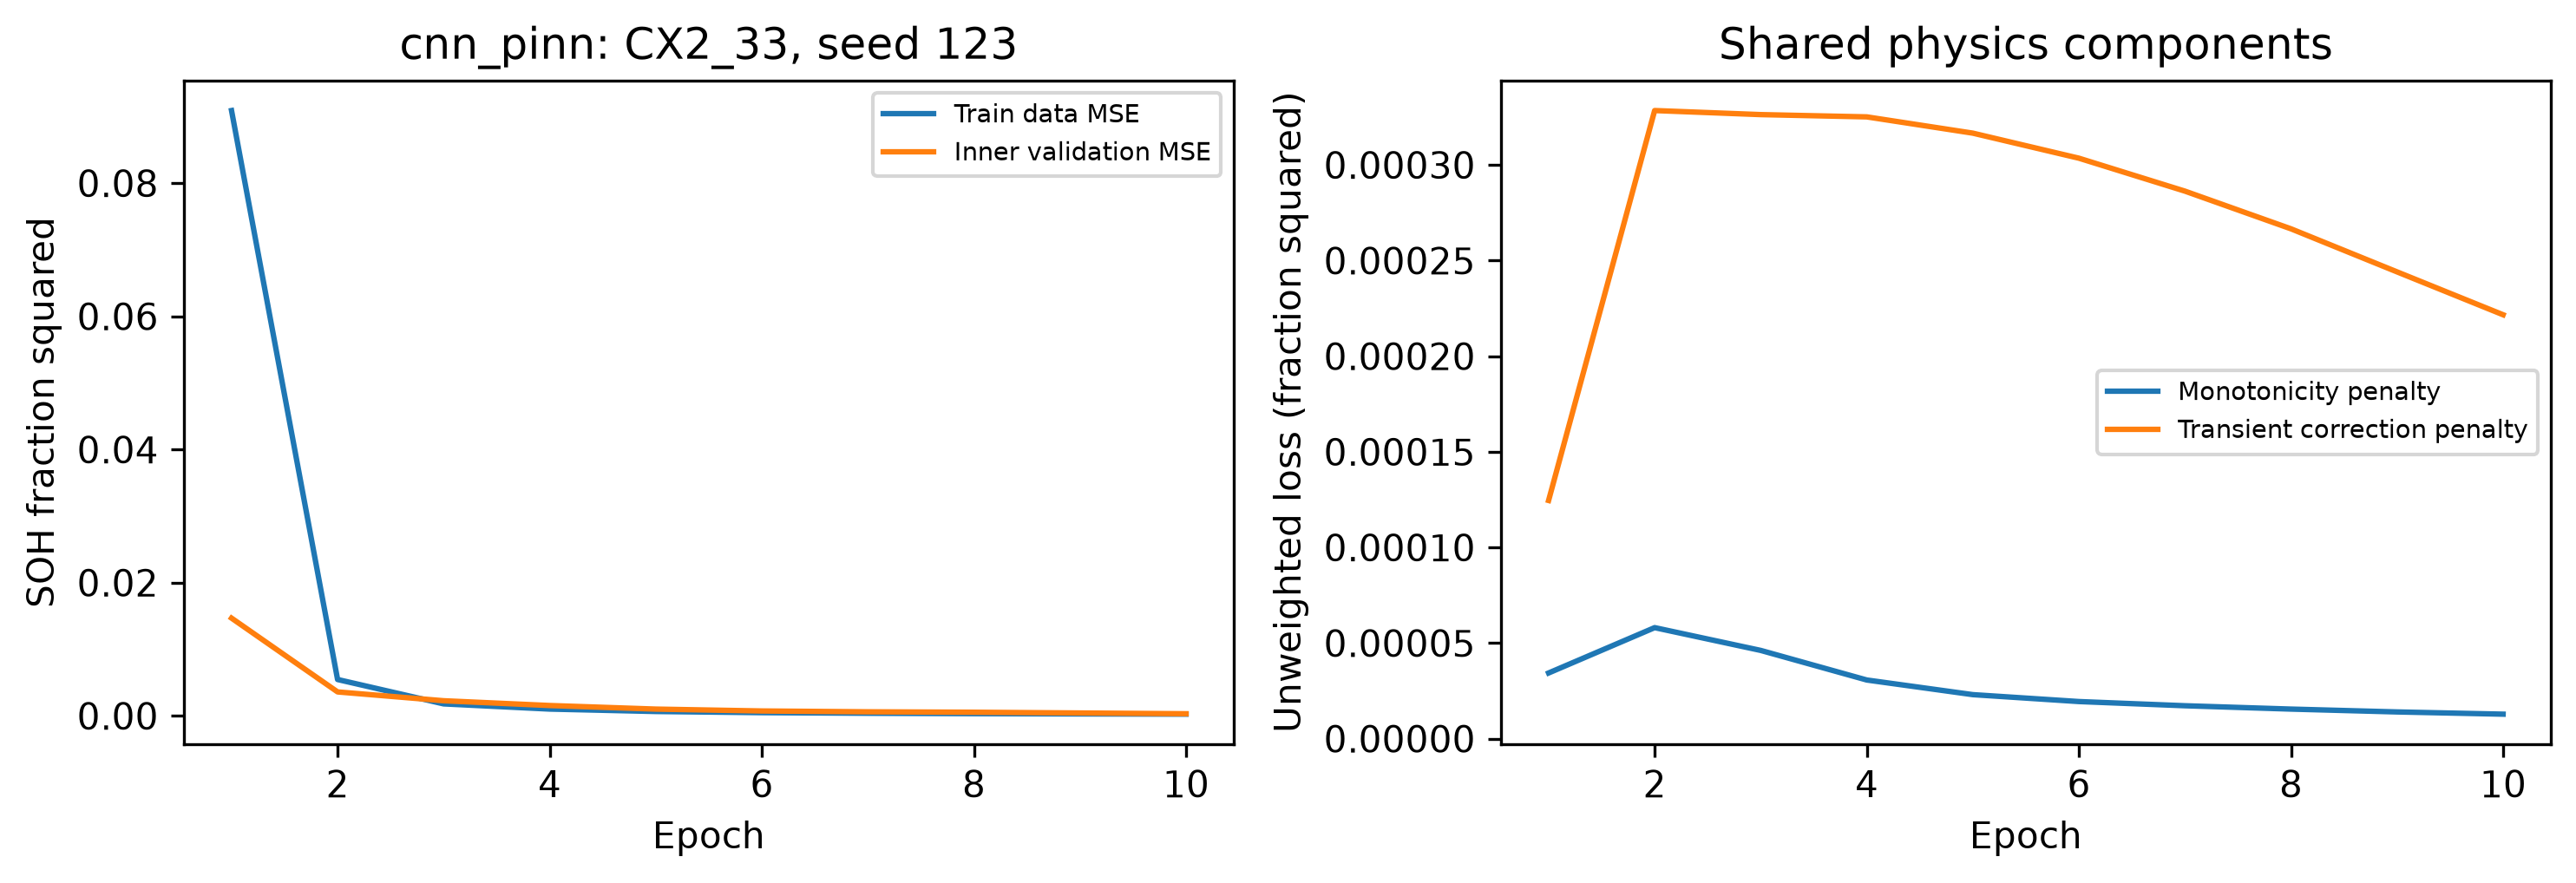 cnn_pinn: CX2_33, seed 123
SOH fraction squared
0.08
0.06
0.04
0.02
0.00
Train data MSE
Inner validation MSE
2
4
6
8
10
Epoch
Shared physics components
Unweighted loss (fraction squared)
0.00030
0.00025
0.00020
0.00015
0.00010
0.00005
0.00000
Monotonicity penalty
Transient correction penalty
2
4
6
8
10
Epoch